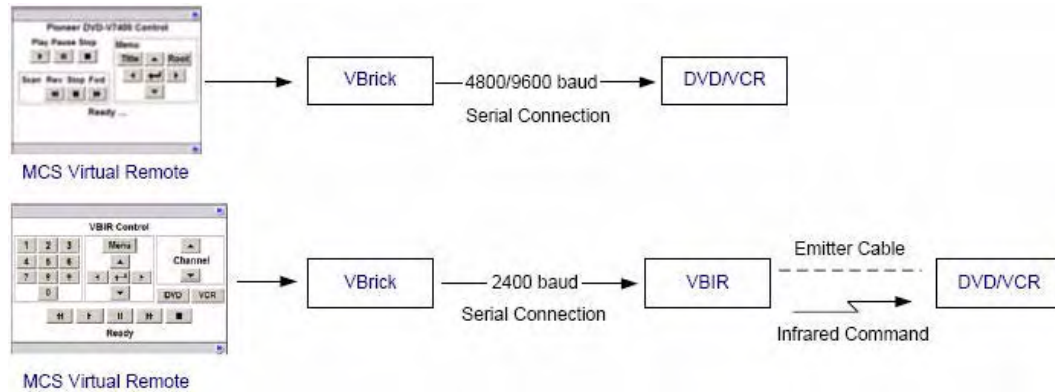 Pioneer DVD-V7400 Control
Play Pause Stop
Menu
Title
Root
Scan Rev Stop Fwd
Ready ...
MCS Virtual Remote
VBrick
4800/9600 baud
Serial Connection
DVD/VCR
VBIR Control
1 2 3
4 5 6
7 8 9
0
Menu
Channel
DVD VCR
Ready
MCS Virtual Remote
VBrick
2400 baud
Serial Connection
VBIR
Emitter Cable
Infrared Command
DVD/VCR